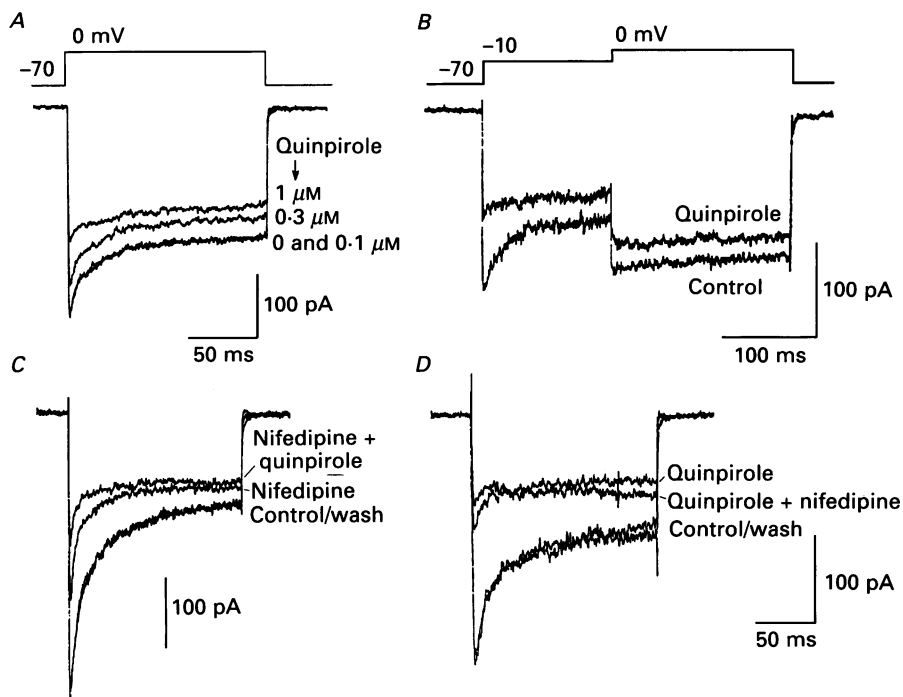 A
0 mV
−70
Quinpirole
1 μM
0·3 μM
0 and 0·1 μM
100 pA
50 ms
B
0 mV
−10
−70
Quinpirole
Control
100 pA
100 ms
C
Nifedipine +
quinpirole
Nifedipine
Control/wash
100 pA
D
Quinpirole
Quinpirole + nifedipine
Control/wash
100 pA
50 ms